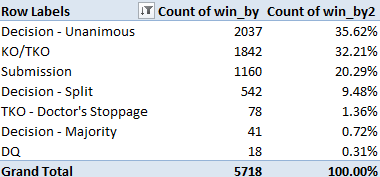 Row Labels Count of win_by Count of win_by2
Decision - Unanimous 2037 35.62%
KO/TKO 1842 32.21%
Submission 1160 20.29%
Decision - Split 542 9.48%
TKO - Doctor's Stoppage 78 1.36%
Decision - Majority 41 0.72%
DQ 18 0.31%
Grand Total 5718 100.00%